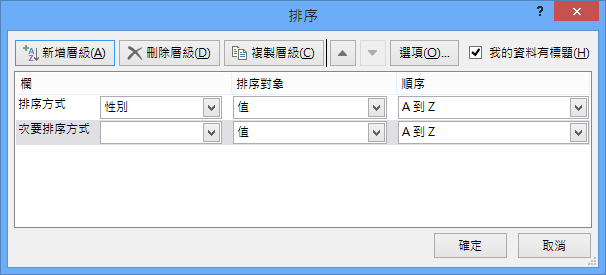 排序
?
新增層級(A) 刪除層級(D) 複製層級(C) 選項(O)... 我的資料有標題(H)
欄 排序對象 順序
排序方式 性別 值 A 到 Z
次要排序方式 值 A 到 Z
確定 取消